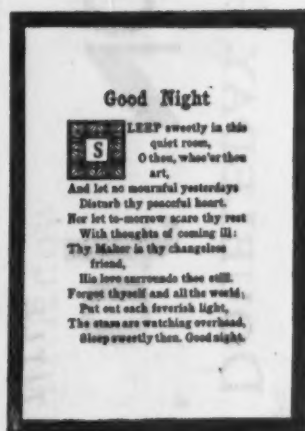 Good Night
SLEEP sweetly in this
quiet room,
O thou, whoe'er thou
art,
And let no mournful yesterdays
Disturb thy peaceful heart.
Nor let to-morrow scare thy rest
With thoughts of coming ill:
Thy Maker is thy changeless
friend,
His love surrounds thee still.
Forget thyself and all the world;
Put out each feverish light,
The stars are watching overhead,
Sleep sweetly then. Good night.